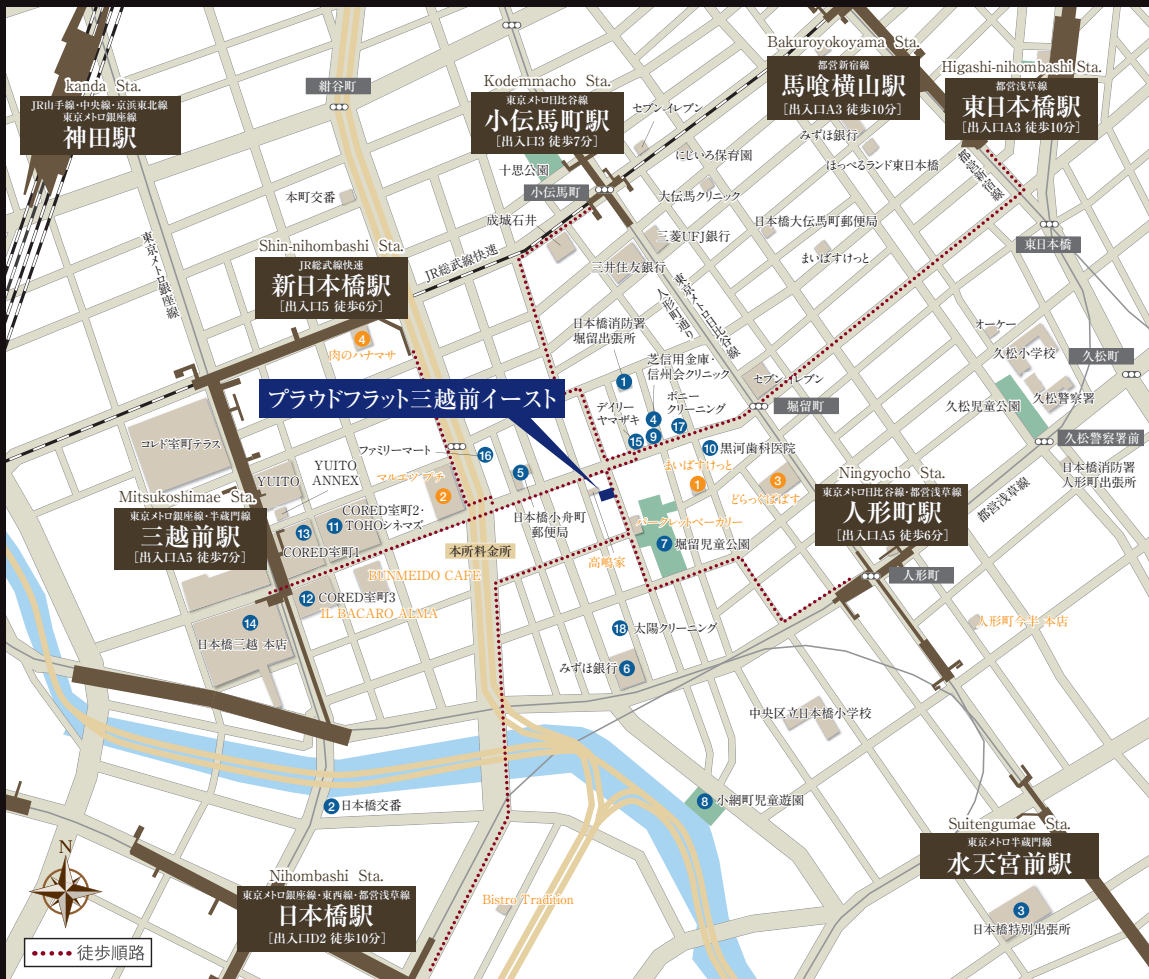 kanda Sta.
JR山手線・中央線・京浜東北線
東京メトロ銀座線
神田駅
紺谷町
Kodemmacho Sta.
東京メトロ日比谷線
小伝馬町駅
[出入口3 徒歩7分]
セブン-イレブン
Bakuroyokoyama Sta.
都営新宿線
馬喰横山駅
[出入口A3 徒歩10分]
Higashi-nihombashi Sta.
都営浅草線
東日本橋駅
[出入口A3 徒歩10分]
みずほ銀行
にじいろ保育園
ほっぺるランド東日本橋
都営新宿線
十思公園
小伝馬町
大伝馬クリニック
本町交番
成城石井
三菱UFJ銀行
日本橋大伝馬町郵便局
東京メトロ銀座線
Shin-nihombashi Sta.
JR総武線快速
新日本橋駅
[出入口5 徒歩6分]
JR総武線快速
三井住友銀行
まいばすけっと
東日本橋
人形町通り
東京メトロ日比谷線
4
肉のハナマサ
日本橋消防署
堀留出張所
1
芝信用金庫・
信州会クリニック
4
9
オーケー
久松小学校
久松町
久松警察署
プラウドフラット三越前イースト
デイリー
ヤマザキ
15
ポニー
クリーニング
17
セブン-イレブン
堀留町
久松児童公園
久松警察署前
コレド室町テラス
ファミリーマート
16
10
黒河歯科医院
日本橋消防署
人形町出張所
YUITO
ANNEX
YUITO
マルエツ プチ
2
5
まいばすけっと
1
3
どらっぐぱぱす
Ningyocho Sta.
東京メトロ日比谷線・都営浅草線
人形町駅
[出入口A5 徒歩6分]
都営浅草線
Mitsukoshimae Sta.
東京メトロ銀座線・半蔵門線
三越前駅
[出入口A5 徒歩7分]
CORED室町2・
TOHOシネマズ
11
13
CORED室町1
日本橋小舟町
郵便局
パークレットベーカリー
7
堀留児童公園
本所料金所
高嶋家
BUNMEIDO CAFE
12
CORED室町3
IL BACARO ALMA
人形町
人形町今半 本店
14
日本橋三越 本店
18
太陽クリーニング
みずほ銀行
6
中央区立日本橋小学校
2
日本橋交番
8
小網町児童遊園
Suitengumae Sta.
東京メトロ半蔵門線
水天宮前駅
N
Nihombashi Sta.
東京メトロ銀座線・東西線・都営浅草線
日本橋駅
[出入口D2 徒歩10分]
Bistro Tradition
3
日本橋特別出張所
徒歩順路